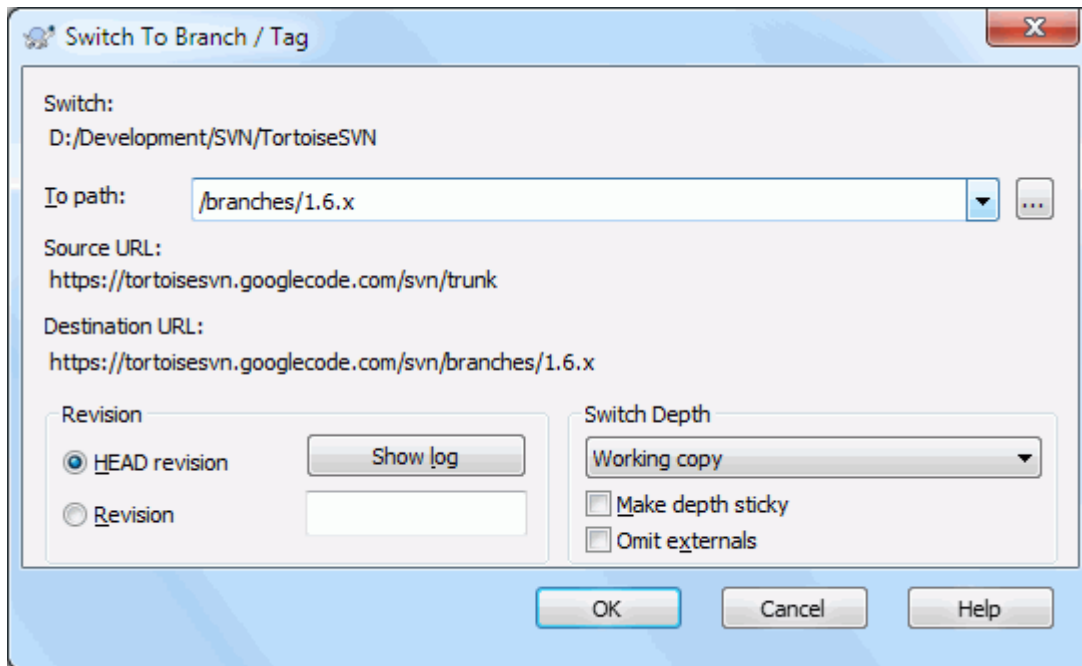 Switch To Branch / Tag
Switch:
D:/Development/SVN/TortoiseSVN
To path:
/branches/1.6.x
...
Source URL:
https://tortoisesvn.googlecode.com/svn/trunk
Destination URL:
https://tortoisesvn.googlecode.com/svn/branches/1.6.x
Revision
HEAD revision
Show log
Revision
Switch Depth
Working copy
Make depth sticky
Omit externals
OK
Cancel
Help